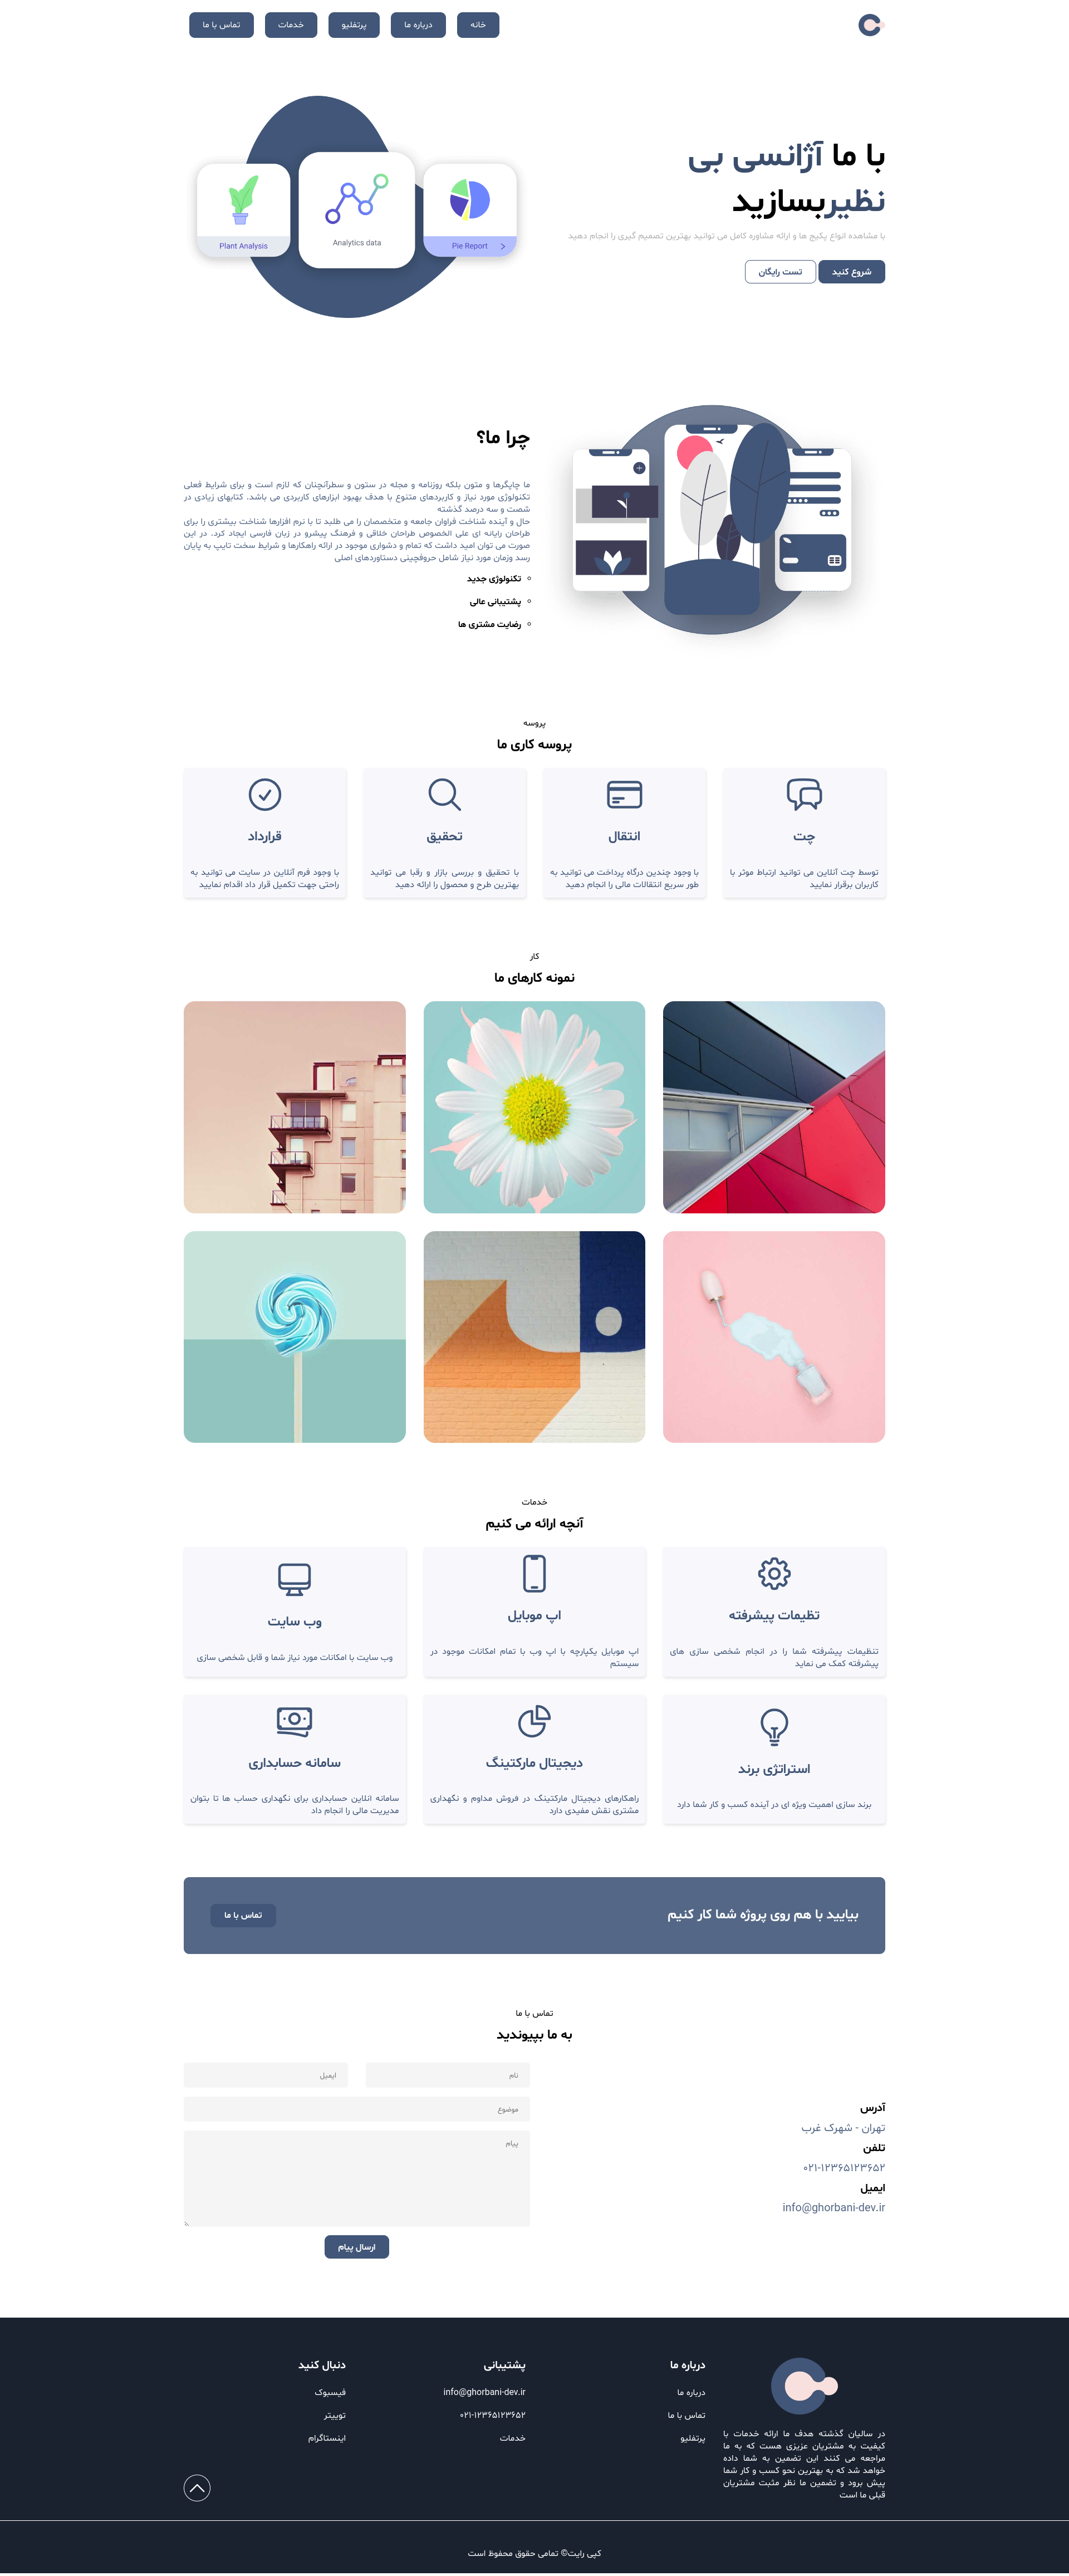 خانه
درباره ما
پرتفلیو
خدمات
تماس با ما
با ما آژانسی بی
نظیربسازید
با مشاهده انواع پکیج ها و ارائه مشاوره کامل می توانید بهترین تصمیم گیری را انجام دهید
شروع کنید
تست رایگان
Plant Analysis
Analytics data
Pie Report
چرا ما؟
ما چاپگرها و متون بلکه روزنامه و مجله در ستون و سطرآنچنان که لازم است و برای شرایط فعلی
تکنولوژی مورد نیاز و کاربردهای متنوع با هدف بهبود ابزارهای کاربردی می باشد. کتابهای زیادی در
شصت و سه درصد گذشته
حال و آینده شناخت فراوان جامعه و متخصصان را می طلبد تا با نرم افزارها شناخت بیشتری را برای
طراحان رایانه ای علی الخصوص طراحان خلاقی و فرهنگ پیشرو در زبان فارسی ایجاد کرد. در این
صورت می توان امید داشت که تمام و دشواری موجود در ارائه راهکارها و شرایط سخت تایپ به پایان
رسد وزمان مورد نیاز شامل حروفچینی دستاوردهای اصلی
تکنولوژی جدید
پشتیبانی عالی
رضایت مشتری ها
پروسه
پروسه کاری ما
چت
توسط چت آنلاین می توانید ارتباط موثر با
کاربران برقرار نمایید
انتقال
با وجود چندین درگاه پرداخت می توانید به
طور سریع انتقالات مالی را انجام دهید
تحقیق
با تحقیق و بررسی بازار و رقبا می توانید
بهترین طرح و محصول را ارائه دهید
قرارداد
با وجود فرم آنلاین در سایت می توانید به
راحتی جهت تکمیل قرار داد اقدام نمایید
کار
نمونه کارهای ما
خدمات
آنچه ارائه می کنیم
تظیمات پیشرفته
تنظیمات پیشرفته شما را در انجام شخصی سازی های
پیشرفته کمک می نماید
اپ موبایل
اپ موبایل یکپارچه با اپ وب با تمام امکانات موجود در
سیستم
وب سایت
وب سایت با امکانات مورد نیاز شما و قابل شخصی سازی
استراتژی برند
برند سازی اهمیت ویژه ای در آینده کسب و کار شما دارد
دیجیتال مارکتینگ
راهکارهای دیجیتال مارکتینگ در فروش مداوم و نگهداری
مشتری نقش مفیدی دارد
سامانه حسابداری
سامانه انلاین حسابداری برای نگهداری حساب ها تا بتوان
مدیریت مالی را انجام داد
بیایید با هم روی پروژه شما کار کنیم
تماس با ما
تماس با ما
به ما بپیوندید
آدرس
تهران - شهرک غرب
تلفن
۰۲۱-۱۲۳۶۵۱۲۳۶۵۲
ایمیل
info@ghorbani-dev.ir
نام
ایمیل
موضوع
پیام
ارسال پیام
در سالیان گذشته هدف ما ارائه خدمات با
کیفیت به مشتریان عزیزی هست که به ما
مراجعه می کنند این تضمین به شما داده
خواهد شد که به بهترین نحو کسب و کار شما
پیش برود و تضمین ما نظر مثبت مشتریان
قبلی ما است
درباره ما
درباره ما
تماس با ما
پرتفلیو
پشتیبانی
info@ghorbani-dev.ir
۰۲۱-۱۲۳۶۵۱۲۳۶۵۲
خدمات
دنبال کنید
فیسبوک
توییتر
اینستاگرام
کپی رایت© تمامی حقوق محفوظ است